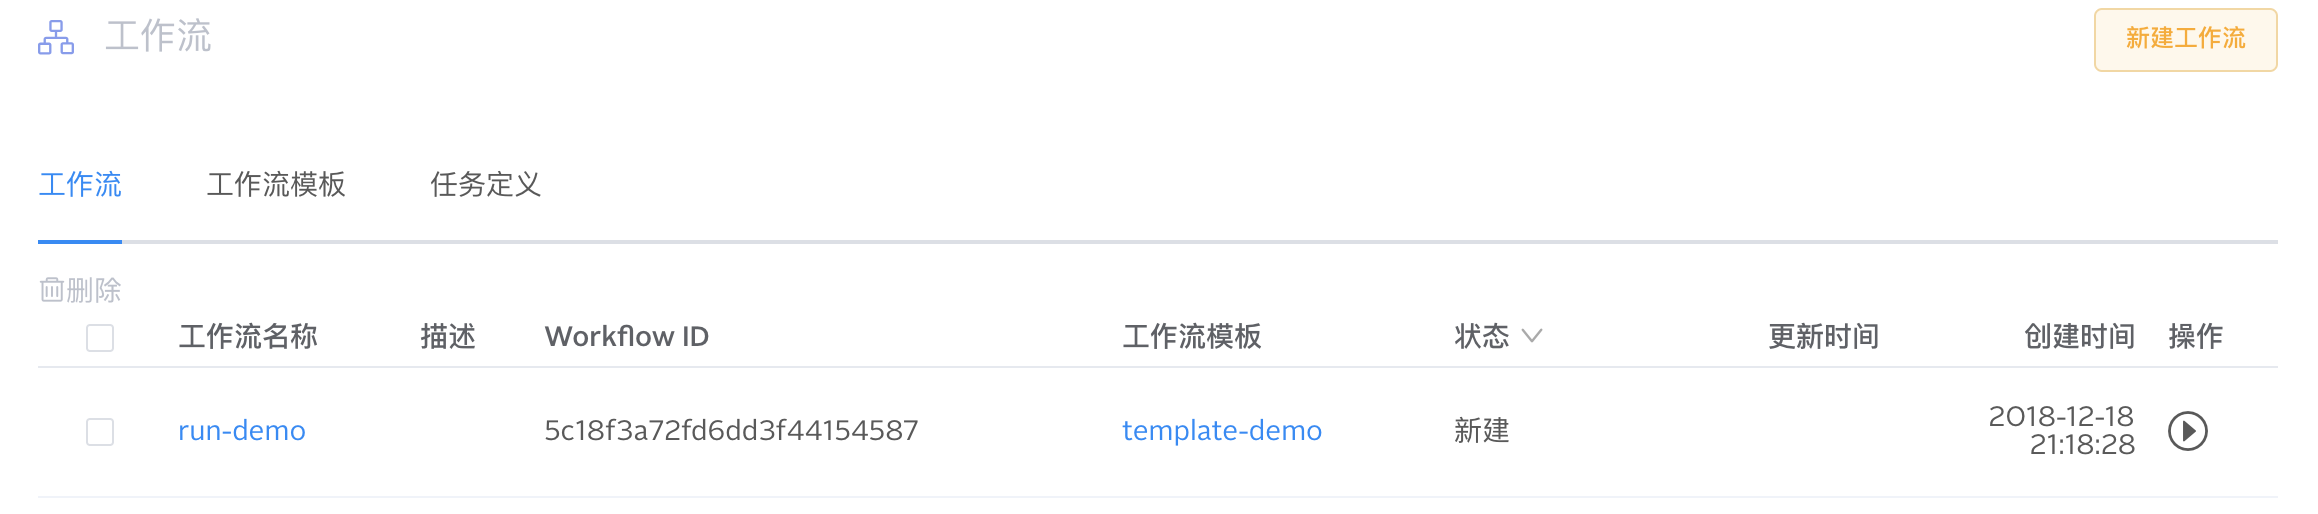 工作流
新建工作流
工作流 工作流模板 任务定义
删除
工作流名称 描述 Workflow ID 工作流模板 状态 更新时间 创建时间 操作
run-demo 5c18f3a72fd6dd3f44154587 template-demo 新建 2018-12-18
21:18:28